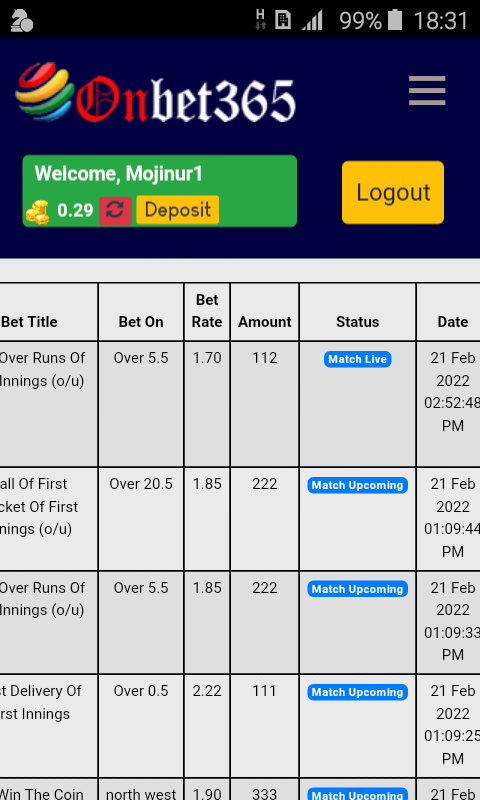 H 99% 18:31
Onbet365
Welcome, Mojinur1
0.29 Deposit
Logout
Bet Title Bet On Bet Rate Amount Status Date
Over Runs Of Over 5.5 1.70 112 Match Live 21 Feb
Innings (o/u) 2022
02:52:48
PM
all Of First Over 20.5 1.85 222 Match Upcoming 21 Feb
cket Of First 2022
nings (o/u) 01:09:44
PM
Over Runs Of Over 5.5 1.85 222 Match Upcoming 21 Feb
Innings (o/u) 2022
01:09:33
PM
t Delivery Of Over 0.5 2.22 111 Match Upcoming 21 Feb
rst Innings 2022
01:09:25
PM
Win The Coin north west 1.90 333 Match Upcoming 21 Feb